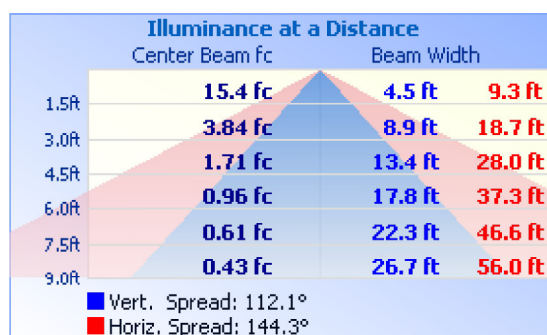 Illuminance at a Distance
Center Beam fc Beam Width
1.5ft 15.4 fc 4.5 ft 9.3 ft
3.0ft 3.84 fc 8.9 ft 18.7 ft
4.5ft 1.71 fc 13.4 ft 28.0 ft
6.0ft 0.96 fc 17.8 ft 37.3 ft
7.5ft 0.61 fc 22.3 ft 46.6 ft
9.0ft 0.43 fc 26.7 ft 56.0 ft
Vert. Spread: 112.1°
Horiz. Spread: 144.3°